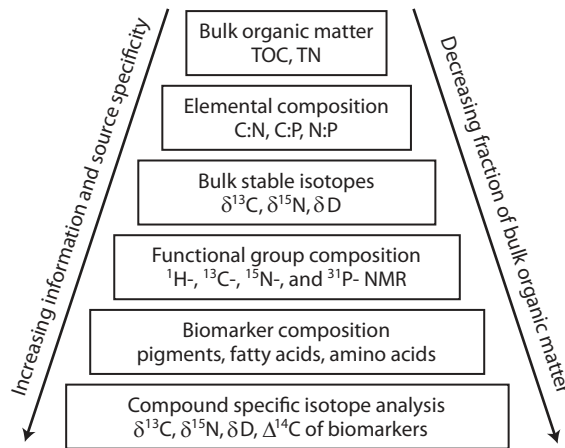 Bulk organic matter
TOC, TN
Elemental composition
C:N, C:P, N:P
Bulk stable isotopes
δ¹³C, δ¹⁵N, δD
Functional group composition
¹H-, ¹³C-, ¹⁵N-, and ³¹P- NMR
Biomarker composition
pigments, fatty acids, amino acids
Compound specific isotope analysis
δ¹³C, δ¹⁵N, δD, Δ¹⁴C of biomarkers
Increasing information and source specificity
Decreasing fraction of bulk organic matter